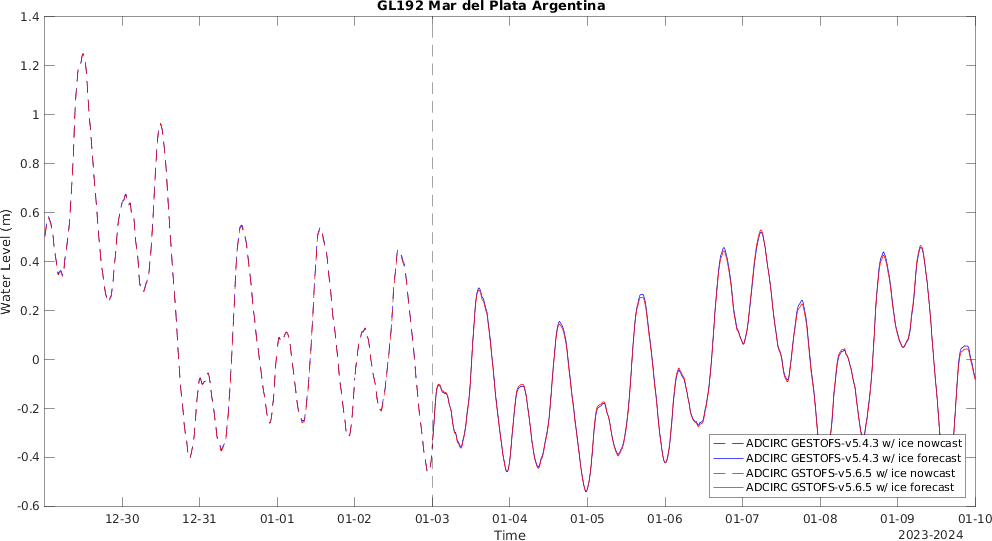 GL192 Mar del Plata Argentina
1.4
1.2
1
0.8
0.6
0.4
0.2
0
-0.2
-0.4
-0.6
Water Level (m)
ADCIRC GESTOFS-v5.4.3 w/ ice nowcast
ADCIRC GESTOFS-v5.4.3 w/ ice forecast
ADCIRC GSTOFS-v5.6.5 w/ ice nowcast
ADCIRC GSTOFS-v5.6.5 w/ ice forecast
12-30 12-31 01-01 01-02 01-03 01-04 01-05 01-06 01-07 01-08 01-09 01-10
Time
2023-2024